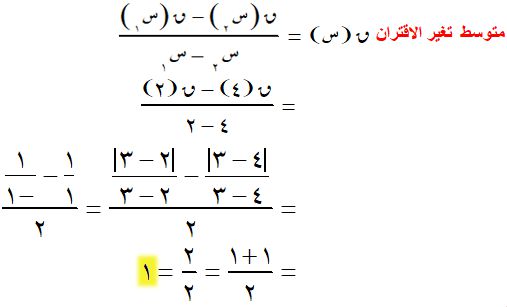 متوسط تغير الاقتران ق(س) = (ق(س٢) − ق(س١)) / (س٢ − س١)
= (ق(٤) − ق(٢)) / (٤ − ٢)
= (|٤ − ٣| / (٤ − ٣) − |٢ − ٣| / (٢ − ٣)) / ٢ = (١/١ − ١/−١) / ٢
= (١+١) / ٢ = ٢/٢ = ١